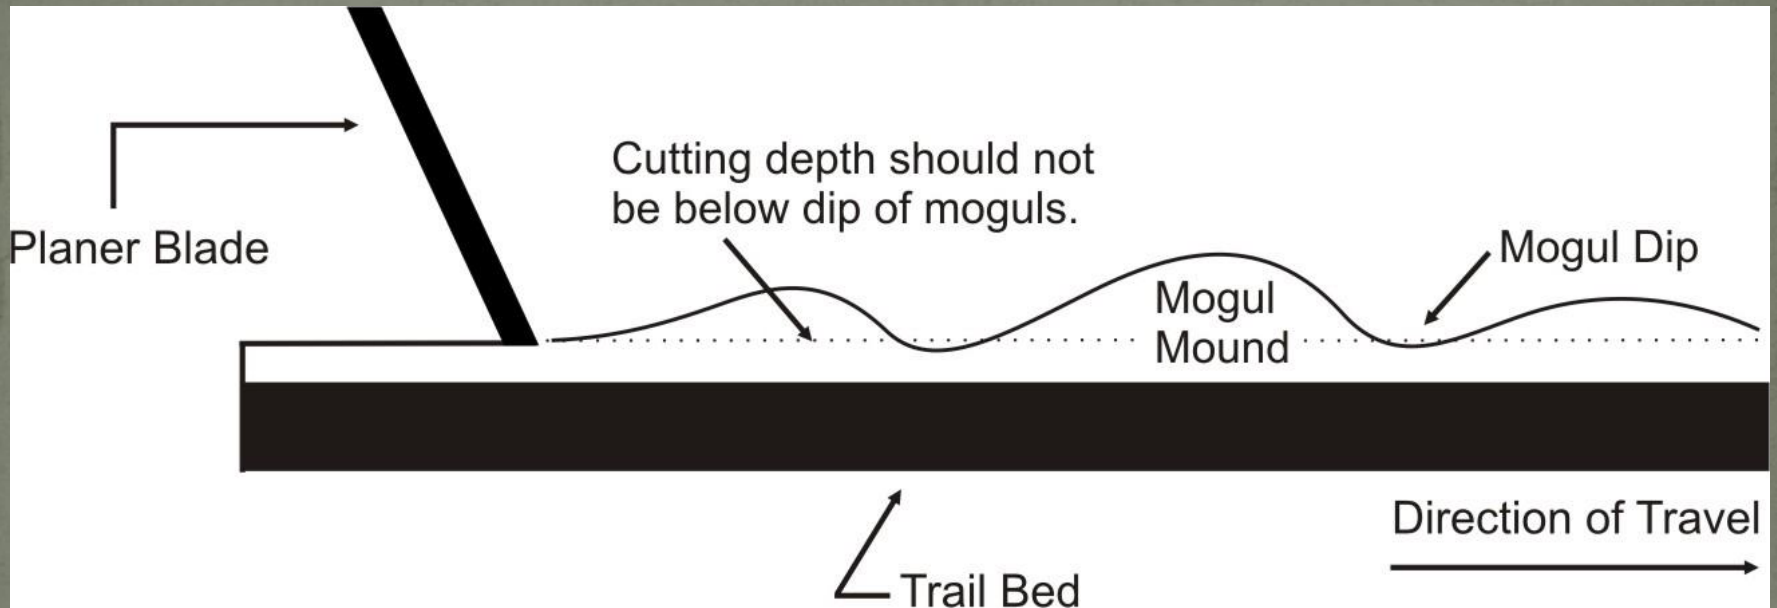 Cutting depth should not
be below dip of moguls.
Planer Blade
Mogul Dip
Mogul
Mound
Direction of Travel
Trail Bed